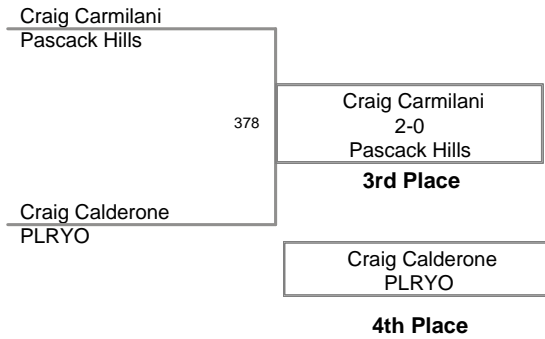 Craig Carmilani
Pascack Hills
378
Craig Carmilani
2-0
Pascack Hills
3rd Place
Craig Calderone
PLRYO
Craig Calderone
PLRYO
4th Place